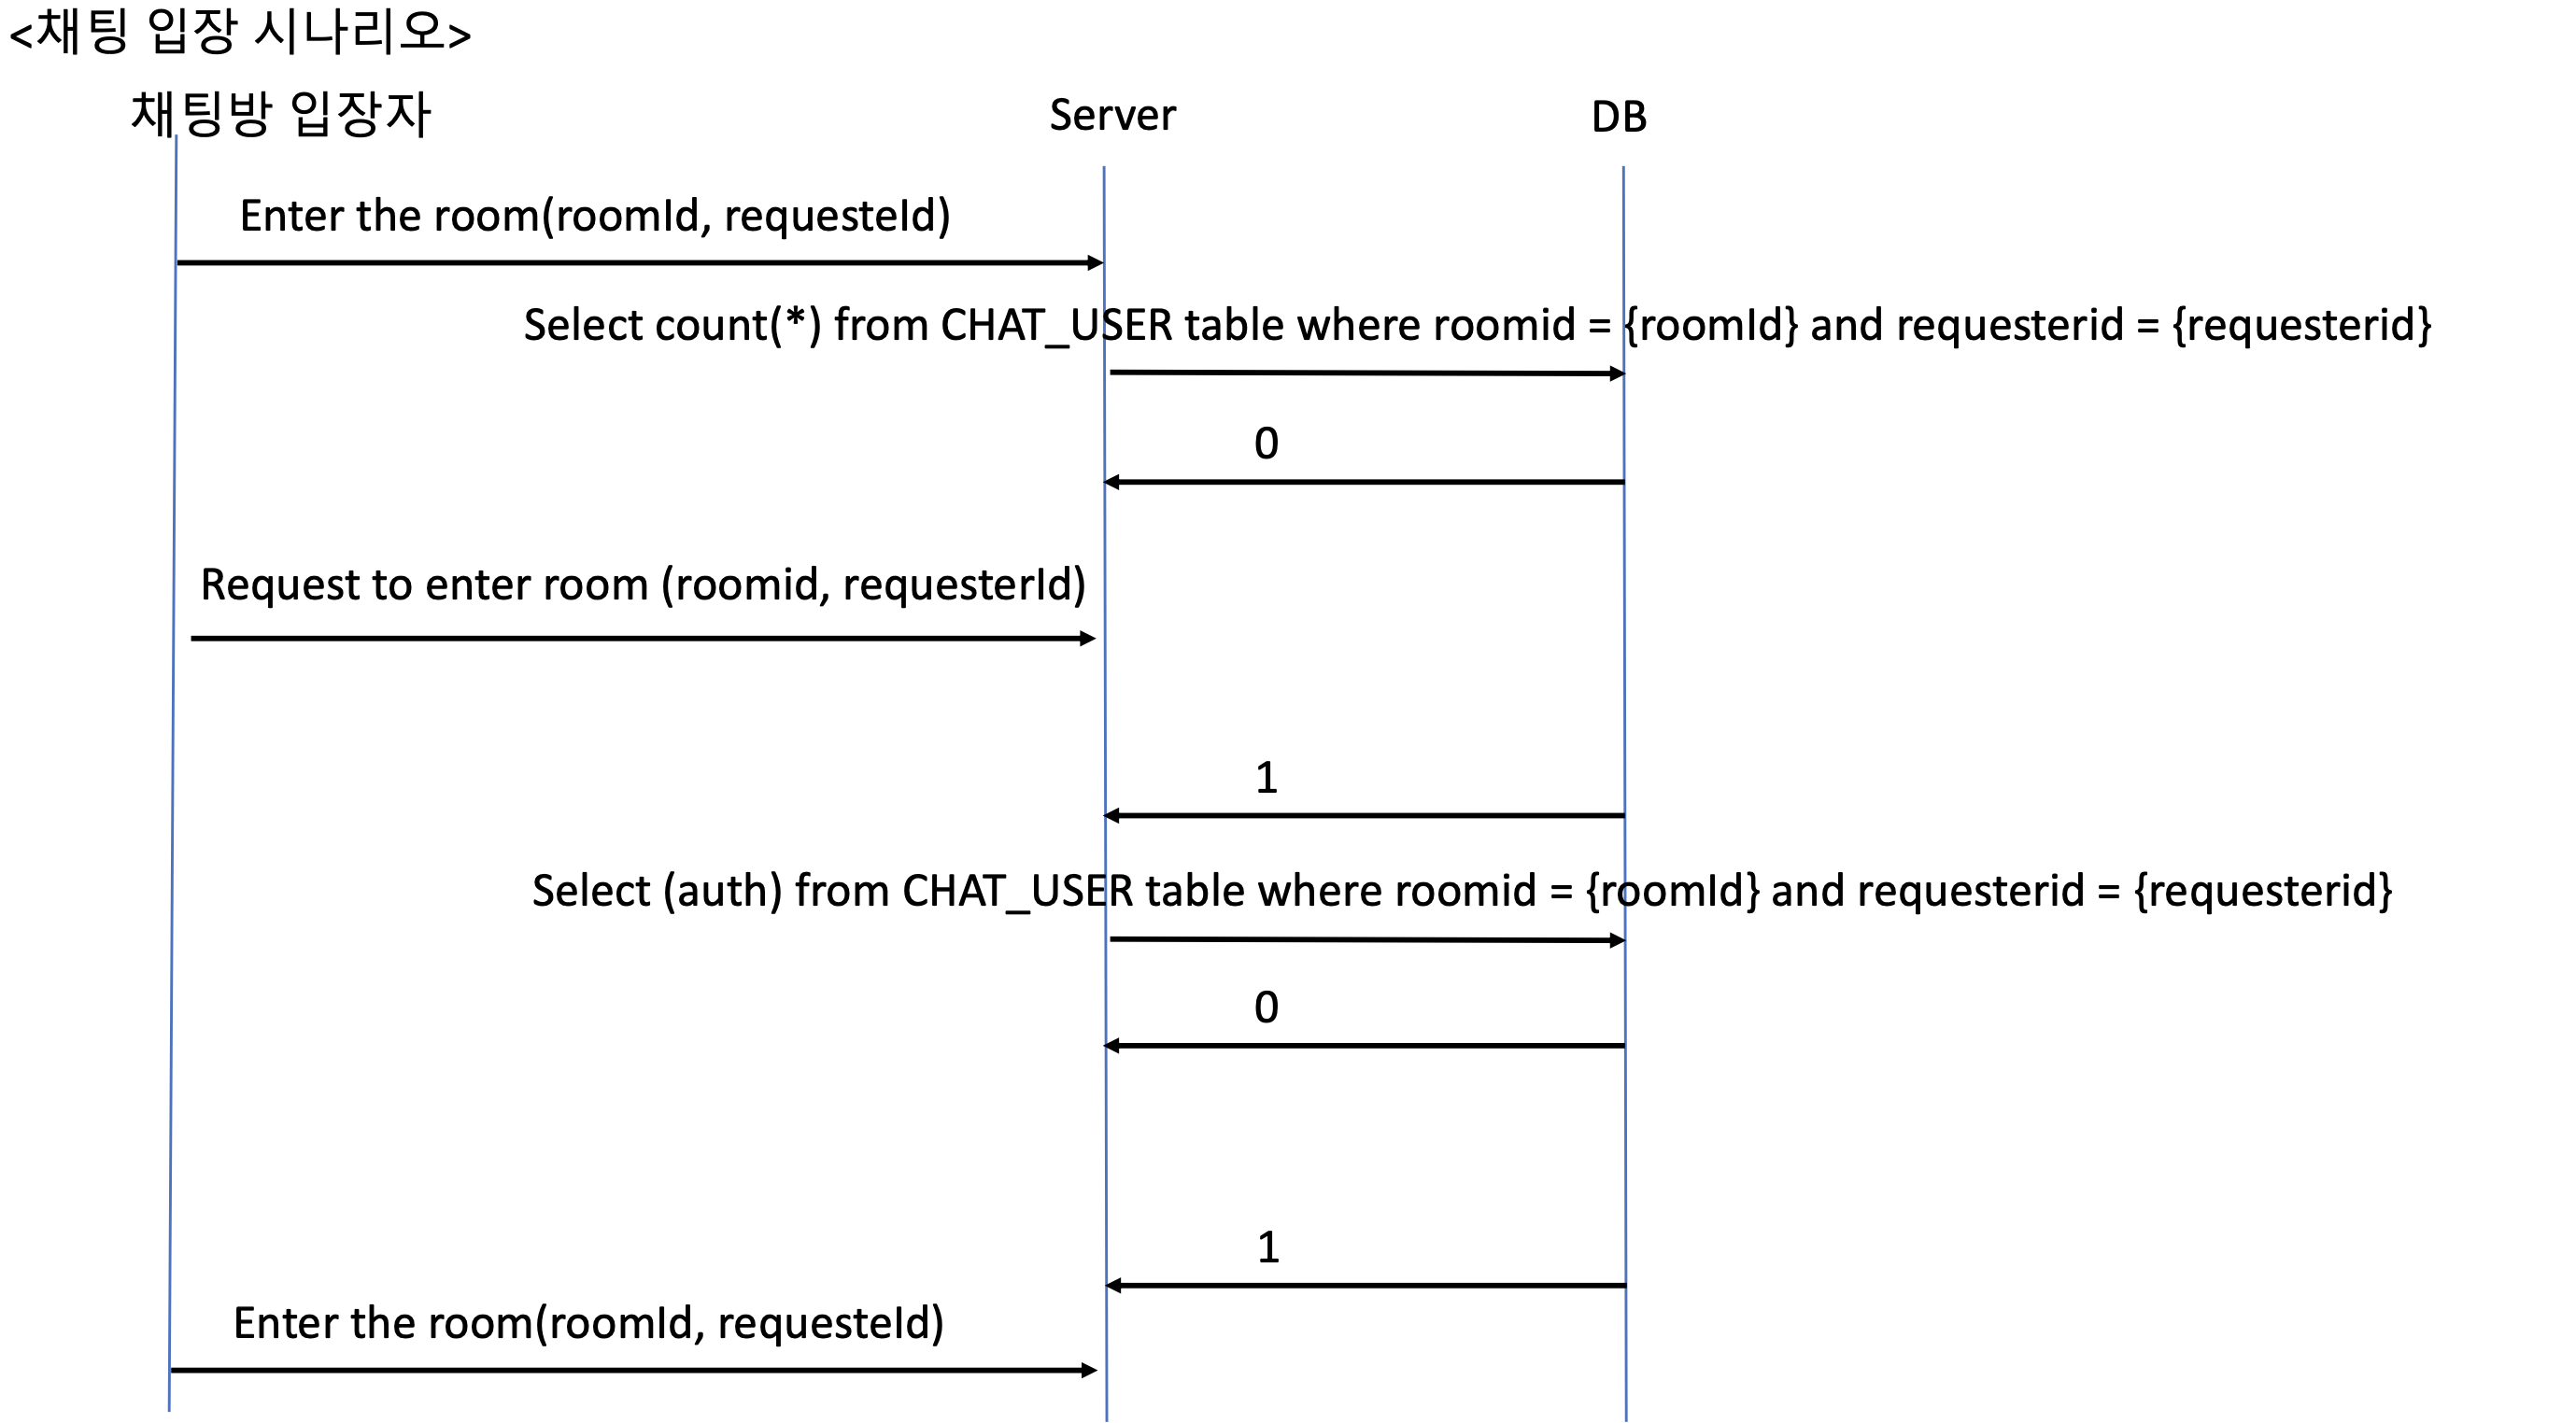 <채팅 입장 시나리오>
채팅방 입장자
Server
DB
Enter the room(roomId, requesteId)
Select count(*) from CHAT_USER table where roomid = {roomId} and requesterid = {requesterid}
0
Request to enter room (roomid, requesterId)
1
Select (auth) from CHAT_USER table where roomid = {roomId} and requesterid = {requesterid}
0
1
Enter the room(roomId, requesteId)